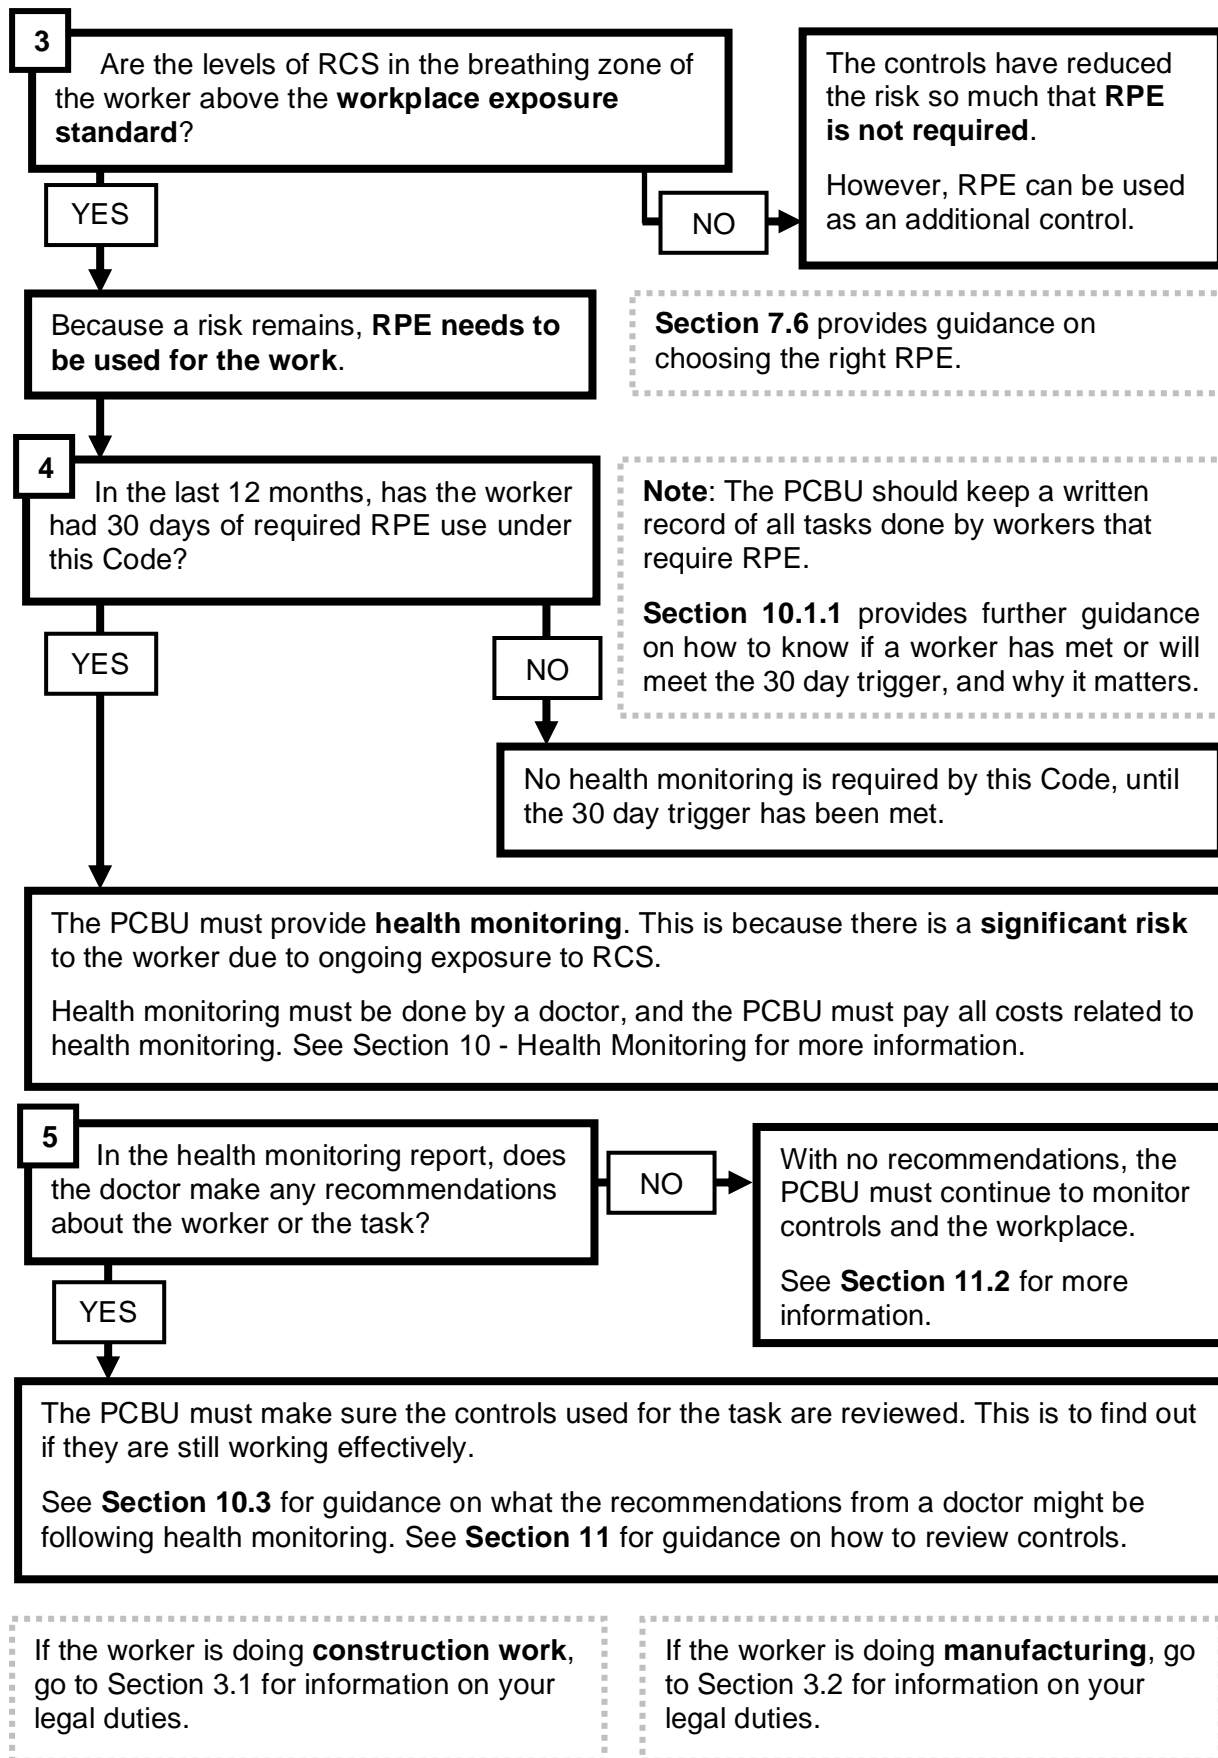 3
Are the levels of RCS in the breathing zone of
the worker above the workplace exposure
standard?
The controls have reduced
the risk so much that RPE
is not required.
However, RPE can be used
as an additional control.
YES
NO
Because a risk remains, RPE needs to
be used for the work.
Section 7.6 provides guidance on
choosing the right RPE.
4
In the last 12 months, has the worker
had 30 days of required RPE use under
this Code?
Note: The PCBU should keep a written
record of all tasks done by workers that
require RPE.
Section 10.1.1 provides further guidance
on how to know if a worker has met or will
meet the 30 day trigger, and why it matters.
YES
NO
No health monitoring is required by this Code, until
the 30 day trigger has been met.
The PCBU must provide health monitoring. This is because there is a significant risk
to the worker due to ongoing exposure to RCS.
Health monitoring must be done by a doctor, and the PCBU must pay all costs related to
health monitoring. See Section 10 - Health Monitoring for more information.
5
In the health monitoring report, does
the doctor make any recommendations
about the worker or the task?
NO
With no recommendations, the
PCBU must continue to monitor
controls and the workplace.
See Section 11.2 for more
information.
YES
The PCBU must make sure the controls used for the task are reviewed. This is to find out
if they are still working effectively.
See Section 10.3 for guidance on what the recommendations from a doctor might be
following health monitoring. See Section 11 for guidance on how to review controls.
If the worker is doing construction work,
go to Section 3.1 for information on your
legal duties.
If the worker is doing manufacturing, go
to Section 3.2 for information on your
legal duties.